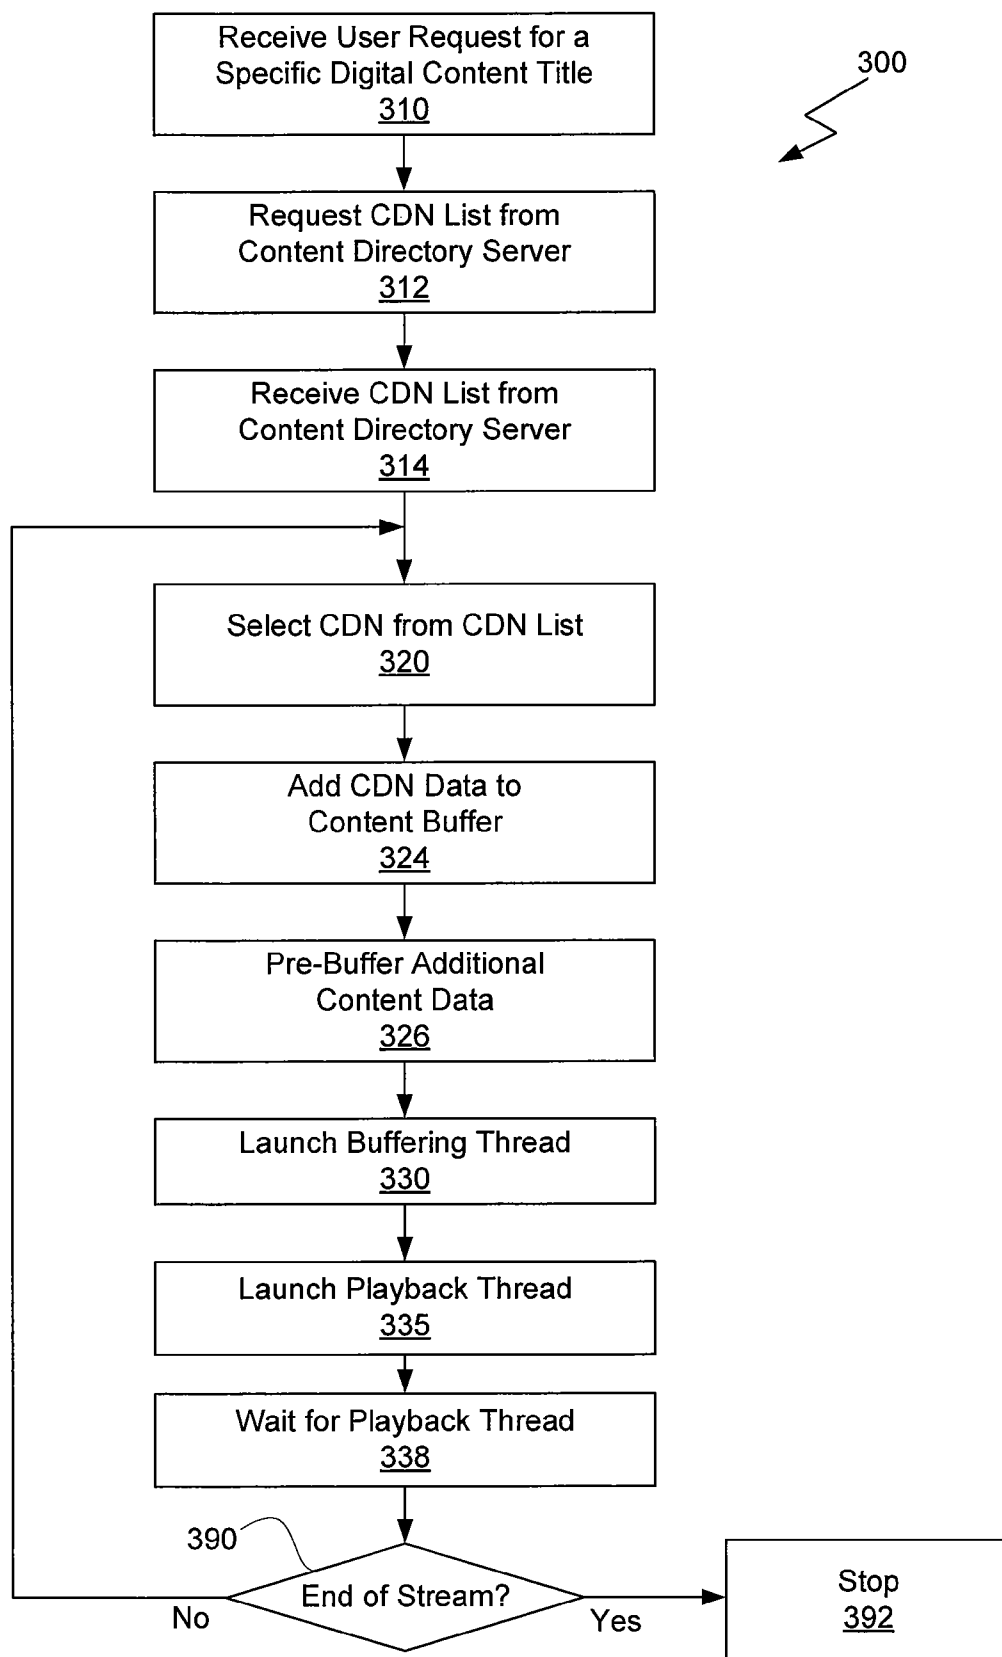 Receive User Request for a
Specific Digital Content Title
310
300
Request CDN List from
Content Directory Server
312
Receive CDN List from
Content Directory Server
314
Select CDN from CDN List
320
Add CDN Data to
Content Buffer
324
Pre-Buffer Additional
Content Data
326
Launch Buffering Thread
330
Launch Playback Thread
335
Wait for Playback Thread
338
390
End of Stream?
No
Yes
Stop
392